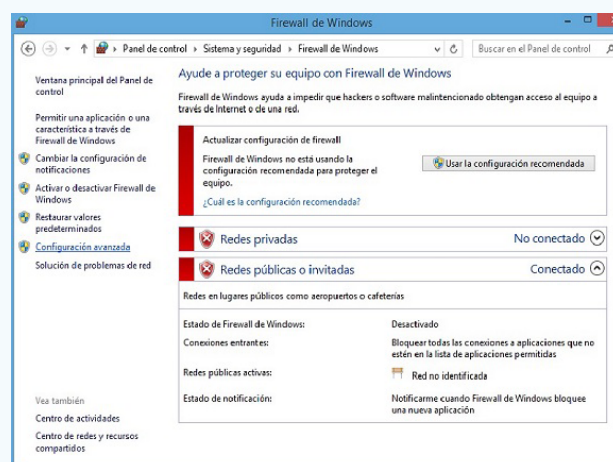 Firewall de Windows
Panel de control › Sistema y seguridad › Firewall de Windows
Buscar en el Panel de control
Ventana principal del Panel de
control
Permitir una aplicación o una
característica a través de
Firewall de Windows
Cambiar la configuración de
notificaciones
Activar o desactivar Firewall de
Windows
Restaurar valores
predeterminados
Configuración avanzada
Solución de problemas de red
Vea también
Centro de actividades
Centro de redes y recursos
compartidos
Ayude a proteger su equipo con Firewall de Windows
Firewall de Windows ayuda a impedir que hackers o software malintencionado obtengan acceso al equipo a
través de Internet o de una red.
Actualizar configuración de firewall
Firewall de Windows no está usando la
configuración recomendada para proteger el
equipo.
¿Cuál es la configuración recomendada?
Usar la configuración recomendada
Redes privadas No conectado
Redes públicas o invitadas Conectado
Redes en lugares públicos como aeropuertos o cafeterías
Estado de Firewall de Windows: Desactivado
Conexiones entrantes: Bloquear todas las conexiones a aplicaciones que no
estén en la lista de aplicaciones permitidas
Redes públicas activas: Red no identificada
Estado de notificación: Notificarme cuando Firewall de Windows bloquee
una nueva aplicación